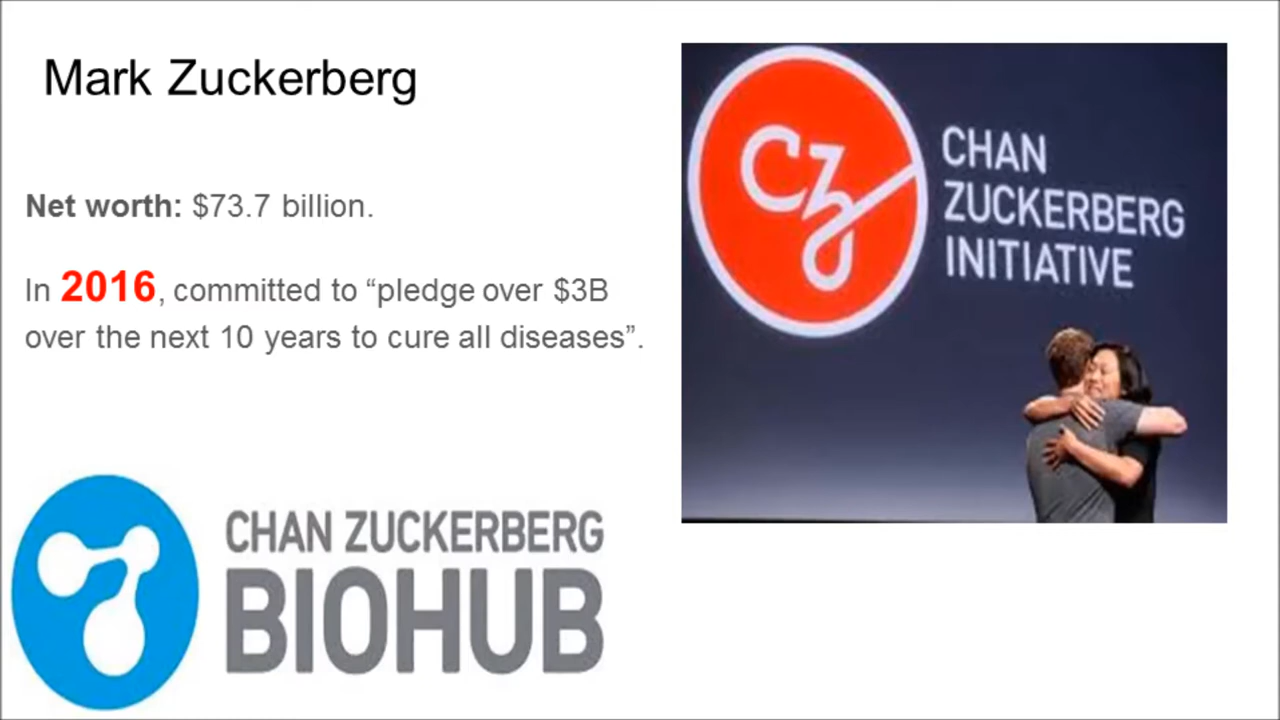 Mark Zuckerberg
Net worth: $73.7 billion.
In 2016, committed to “pledge over $3B
over the next 10 years to cure all diseases”.
CHAN ZUCKERBERG
BIOHUB
CZ
CHAN
ZUCKERBERG
INITIATIVE